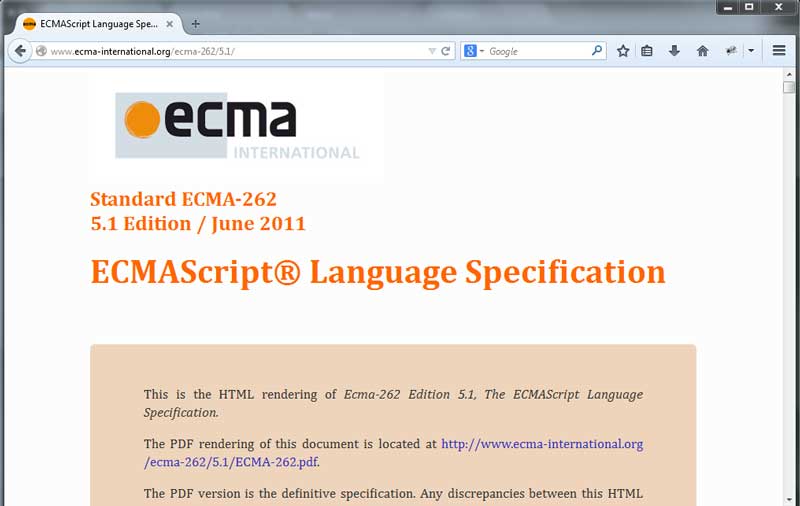 ECMAScript Language Spe...
www.ecma-international.org/ecma-262/5.1/
Google
ecma
INTERNATIONAL
Standard ECMA-262
5.1 Edition / June 2011
ECMAScript® Language Specification
This is the HTML rendering of Ecma-262 Edition 5.1, The ECMAScript Language
Specification.
The PDF rendering of this document is located at http://www.ecma-international.org
/ecma-262/5.1/ECMA-262.pdf.
The PDF version is the definitive specification. Any discrepancies between this HTML